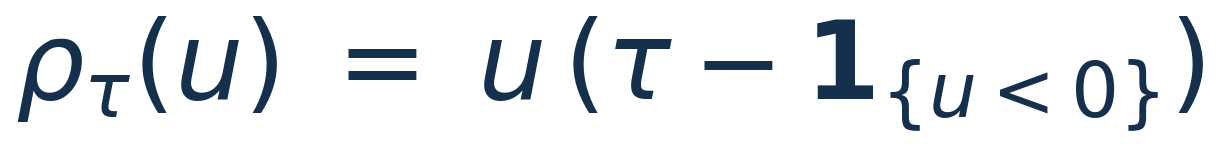 ρ_τ(u) = u (τ − 𝟏_{u < 0})